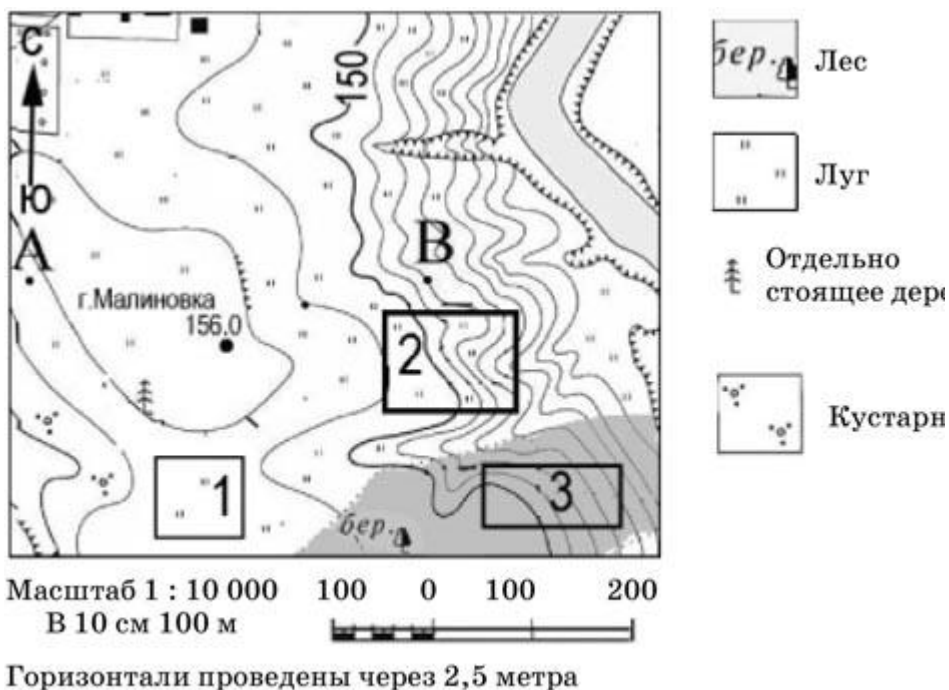 С
150
Ю
А
В
г.Малиновка
156.0
2
1
3
бер.
бер.
Лес
Луг
Отдельно
стоящее дере
Кустарн
Масштаб 1 : 10 000
В 10 см 100 м
100 0 100 200
Горизонтали проведены через 2,5 метра